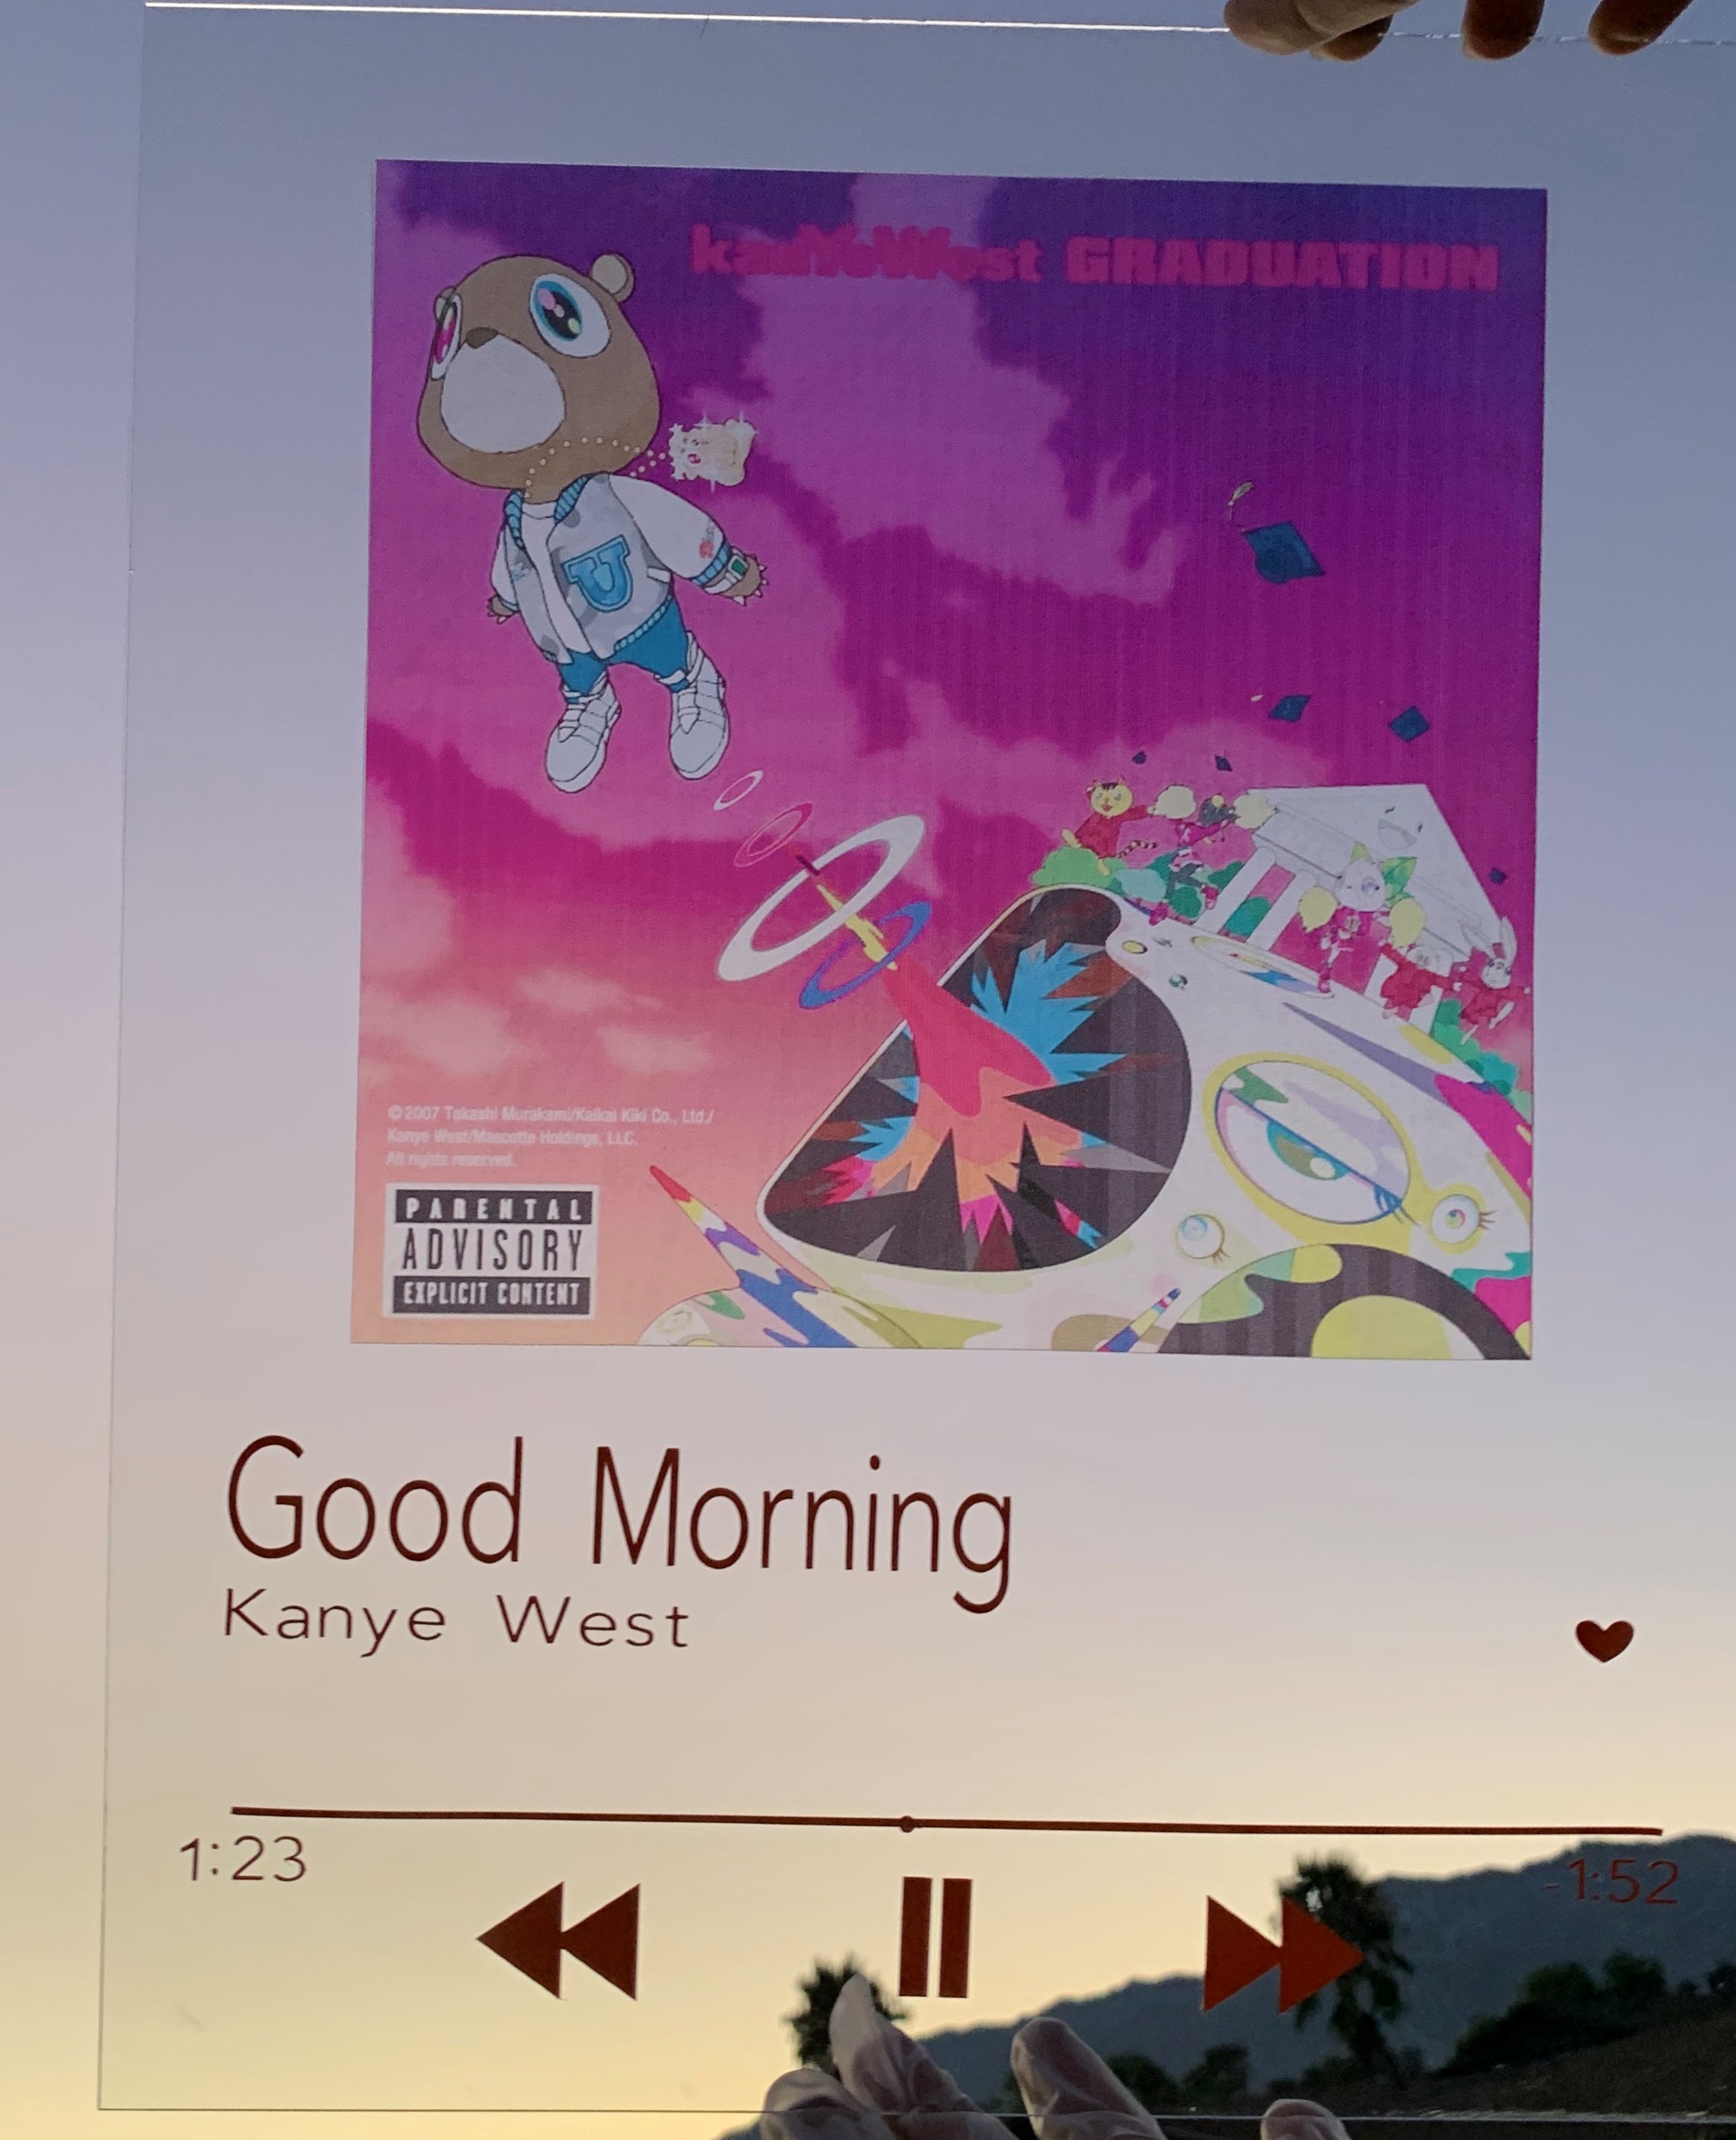 kanYeWest GRADUATION
U
©2007 Takashi Murakami/Kaikai Kiki Co., Ltd./
Kanye West/Mascotte Holdings, LLC.
All rights reserved.
PARENTAL
ADVISORY
EXPLICIT CONTENT
Good Morning
Kanye West
1:23
-1:52